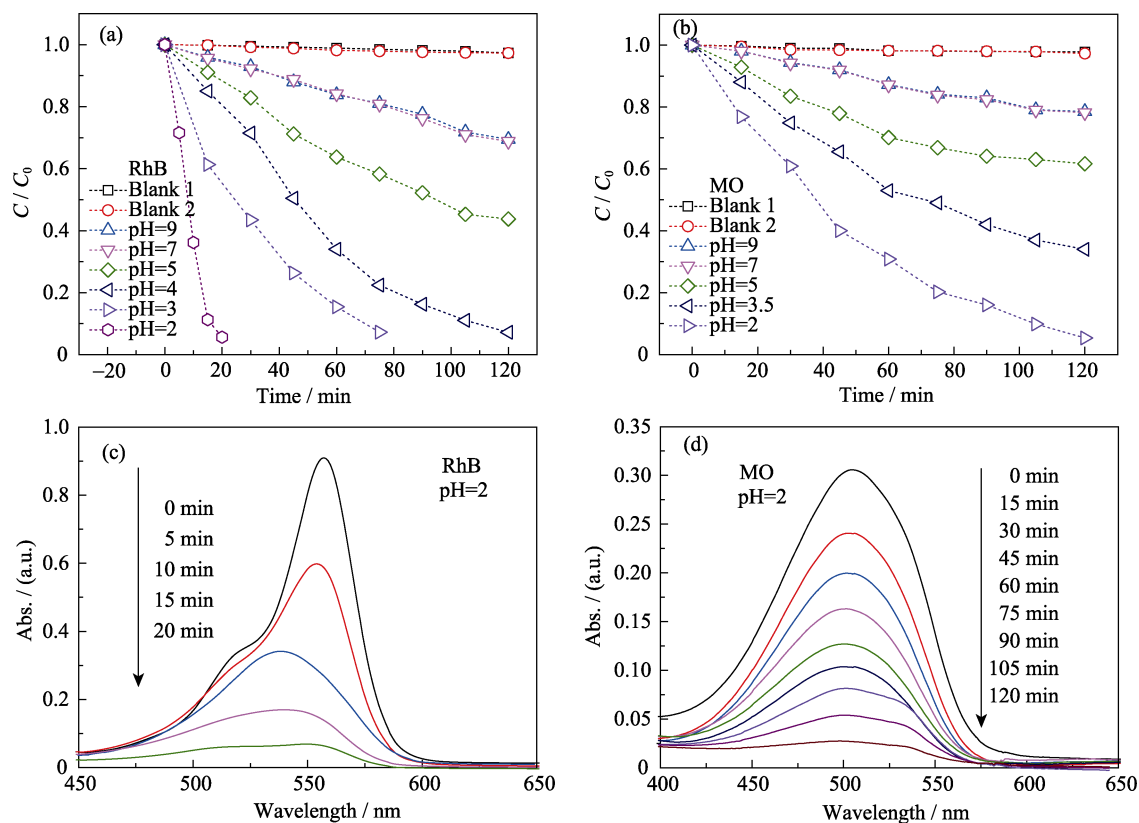 (a)
C / C0
1.0
0.8
0.6
0.4
0.2
0
RhB
Blank 1
Blank 2
pH=9
pH=7
pH=5
pH=4
pH=3
pH=2
–20 0 20 40 60 80 100 120
Time / min
(b)
C / C0
1.0
0.8
0.6
0.4
0.2
0
MO
Blank 1
Blank 2
pH=9
pH=7
pH=5
pH=3.5
pH=2
0 20 40 60 80 100 120
Time / min
(c)
Abs. / (a.u.)
1.0
0.8
0.6
0.4
0.2
0
RhB
pH=2
0 min
5 min
10 min
15 min
20 min
450 500 550 600 650
Wavelength / nm
(d)
Abs. / (a.u.)
0.35
0.30
0.25
0.20
0.15
0.10
0.05
0
MO
pH=2
0 min
15 min
30 min
45 min
60 min
75 min
90 min
105 min
120 min
400 450 500 550 600 650
Wavelength / nm